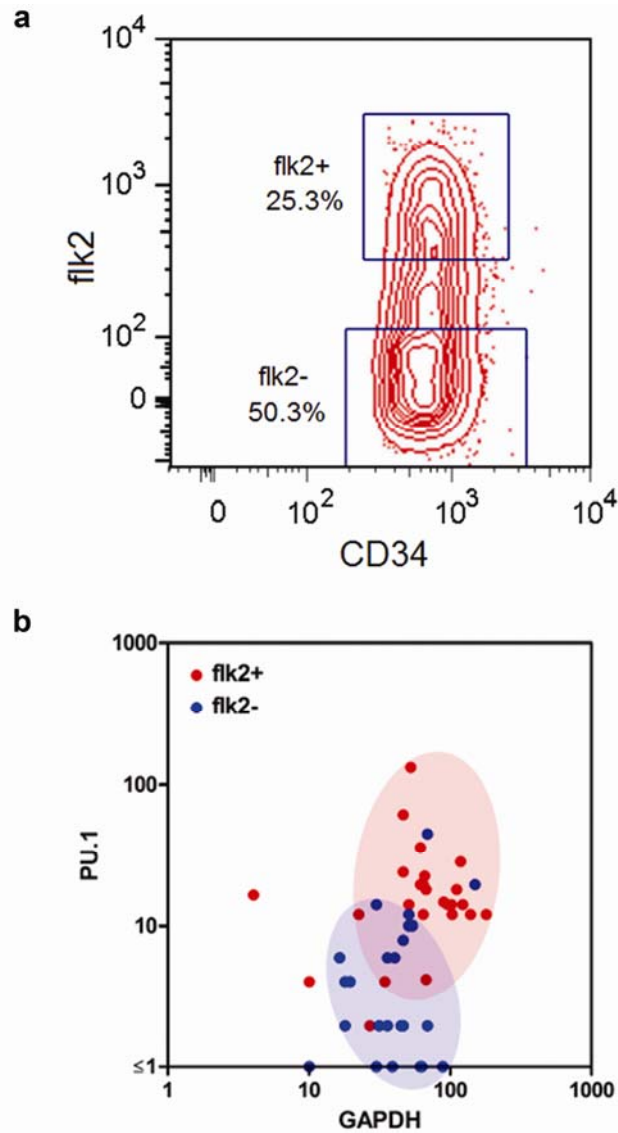 a
10⁴
10³
10²
0
flk2
flk2+
25.3%
flk2-
50.3%
0 10² 10³ 10⁴
CD34
b
1000
100
10
≤1
PU.1
flk2+
flk2-
1 10 100 1000
GAPDH